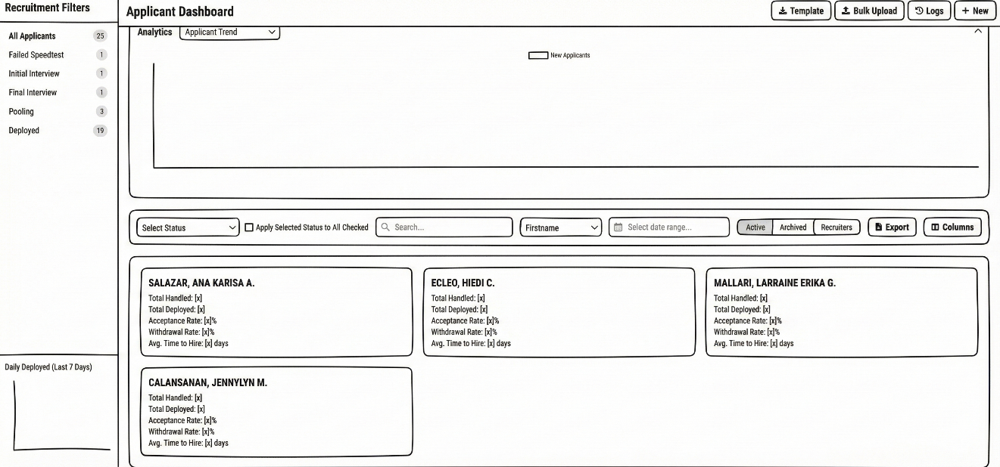 Recruitment Filters
All Applicants 25
Failed Speedtest 1
Initial Interview 1
Final Interview 1
Pooling 3
Deployed 19
Daily Deployed (Last 7 Days)
Applicant Dashboard
Template Bulk Upload Logs + New
Analytics Applicant Trend
New Applicants
Select Status Apply Selected Status to All Checked Search... Firstname Select date range... Active Archived Recruiters Export Columns
SALAZAR, ANA KARISA A.
Total Handled: [x]
Total Deployed: [x]
Acceptance Rate: [x]%
Withdrawal Rate: [x]%
Avg. Time to Hire: [x] days
ECLEO, HIEDI C.
Total Handled: [x]
Total Deployed: [x]
Acceptance Rate: [x]%
Withdrawal Rate: [x]%
Avg. Time to Hire: [x] days
MALLARI, LARRAINE ERIKA G.
Total Handled: [x]
Total Deployed: [x]
Acceptance Rate: [x]%
Withdrawal Rate: [x]%
Avg. Time to Hire: [x] days
CALANSANAN, JENNYLYN M.
Total Handled: [x]
Total Deployed: [x]
Acceptance Rate: [x]%
Withdrawal Rate: [x]%
Avg. Time to Hire: [x] days